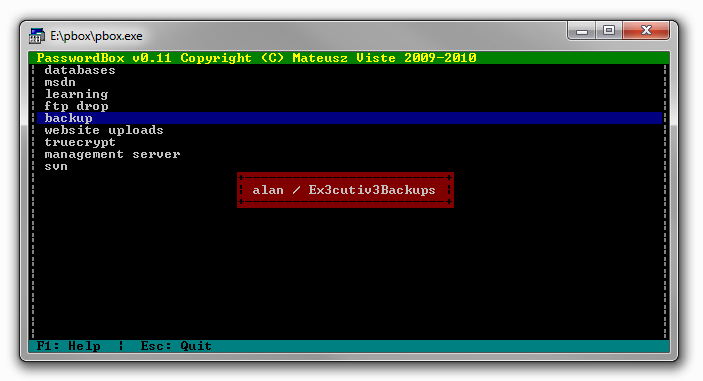 E:\pbox\pbox.exe
PasswordBox v0.11 Copyright (C) Mateusz Viste 2009-2010
databases
msdn
learning
ftp drop
backup
website uploads
truecrypt
management server
svn
alan / Ex3cutiv3Backups
F1: Help ¦ Esc: Quit